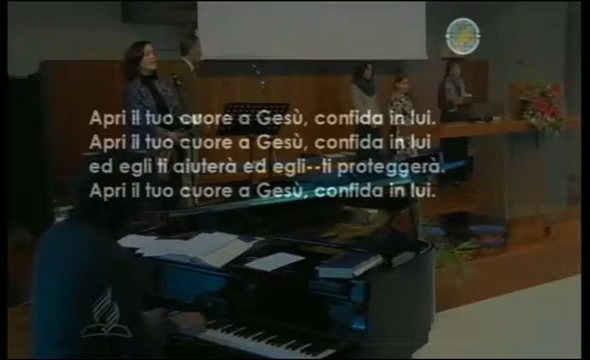 Apri il tuo cuore a Gesù, confida in lui.
Apri il tuo cuore a Gesù, confida in lui
ed egli ti aiuterà ed egli--ti proteggerà.
Apri il tuo cuore a Gesù, confida in lui.